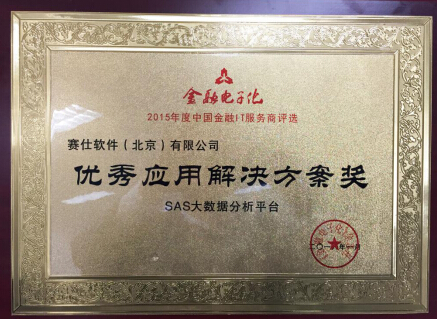 金融电子化
2015年度中国金融IT服务商评选
赛仕软件（北京）有限公司
优秀应用解决方案奖
SAS大数据分析平台